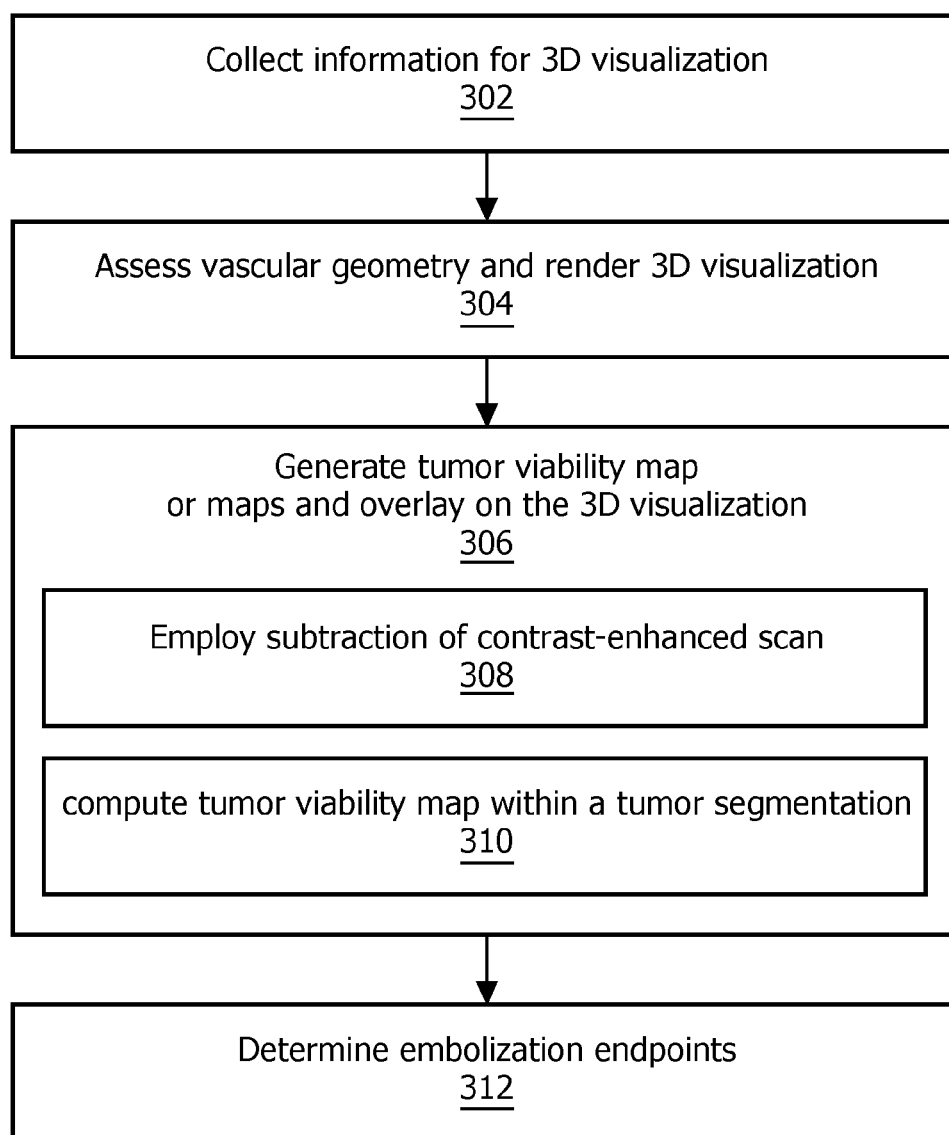 Collect information for 3D visualization
302
Assess vascular geometry and render 3D visualization
304
Generate tumor viability map
or maps and overlay on the 3D visualization
306
Employ subtraction of contrast-enhanced scan
308
compute tumor viability map within a tumor segmentation
310
Determine embolization endpoints
312